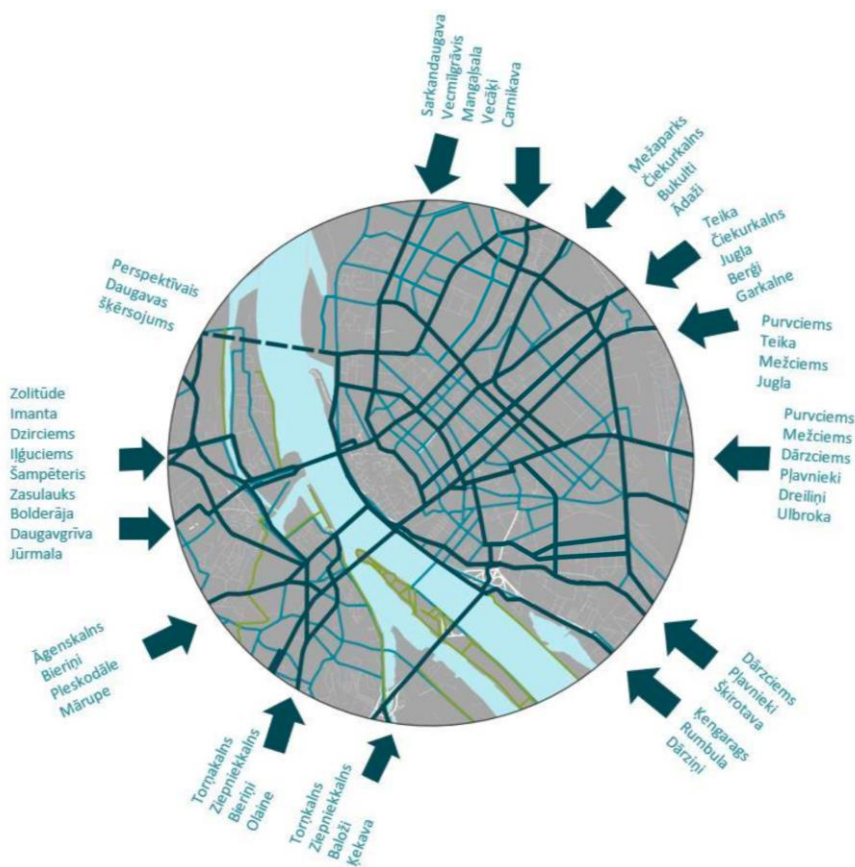 Sarkandaugava
Vecmīlgrāvis
Mangaļsala
Vecāķi
Carnikava
Mežaparks
Čiekurkalns
Bukulti
Ādaži
Teika
Čiekurkalns
Jugla
Berģi
Garkalne
Purvciems
Teika
Mežciems
Jugla
Purvciems
Mežciems
Dārzciems
Pļavnieki
Dreiliņi
Ulbroka
Dārzciems
Pļavnieki
Šķirotava
Ķengarags
Rumbula
Dārziņi
Torņakalns
Ziepniekkalns
Baloži
Ķekava
Torņakalns
Ziepniekkalns
Bieriņi
Olaine
Āgenskalns
Bieriņi
Pleskodāle
Mārupe
Zolitūde
Imanta
Dzirciems
Iļģuciems
Šampēteris
Zasulauks
Bolderāja
Daugavgrīva
Jūrmala
Perspektīvais
Daugavas
šķērsojums